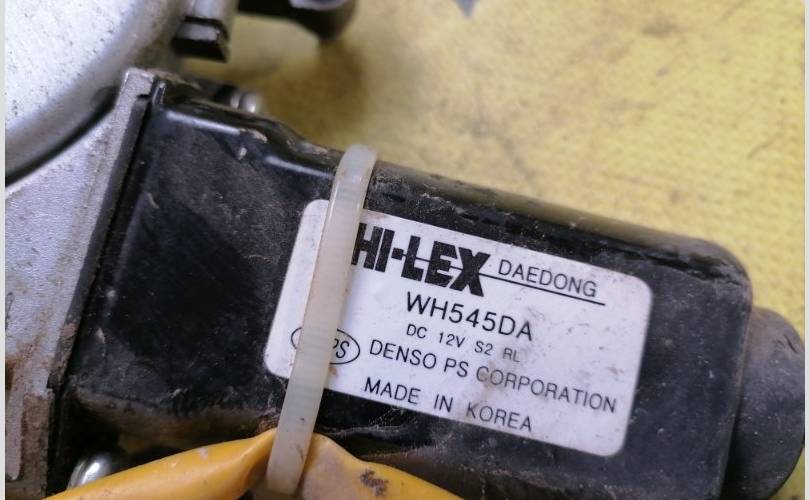 HI-LEX DAEDONG
WH545DA
DC 12V S2 RL
DENSO PS CORPORATION
MADE IN KOREA